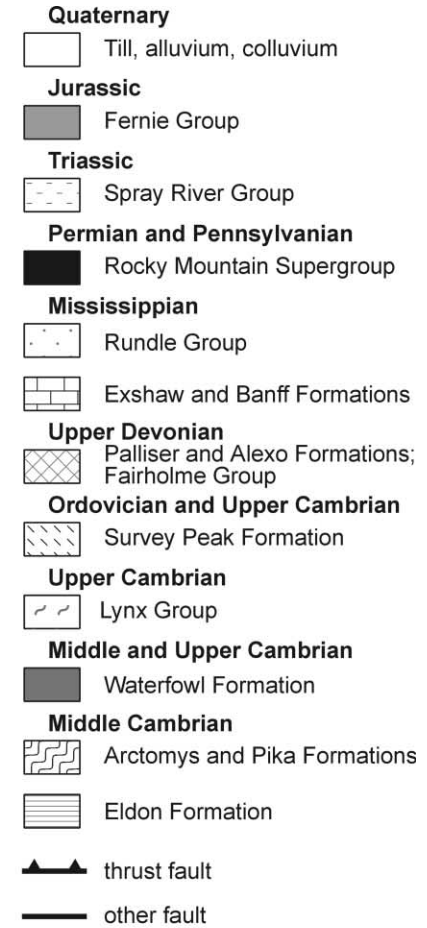 Quaternary
Till, alluvium, colluvium
Jurassic
Fernie Group
Triassic
Spray River Group
Permian and Pennsylvanian
Rocky Mountain Supergroup
Mississippian
Rundle Group
Exshaw and Banff Formations
Upper Devonian
Palliser and Alexo Formations;
Fairholme Group
Ordovician and Upper Cambrian
Survey Peak Formation
Upper Cambrian
Lynx Group
Middle and Upper Cambrian
Waterfowl Formation
Middle Cambrian
Arctomys and Pika Formations
Eldon Formation
thrust fault
other fault